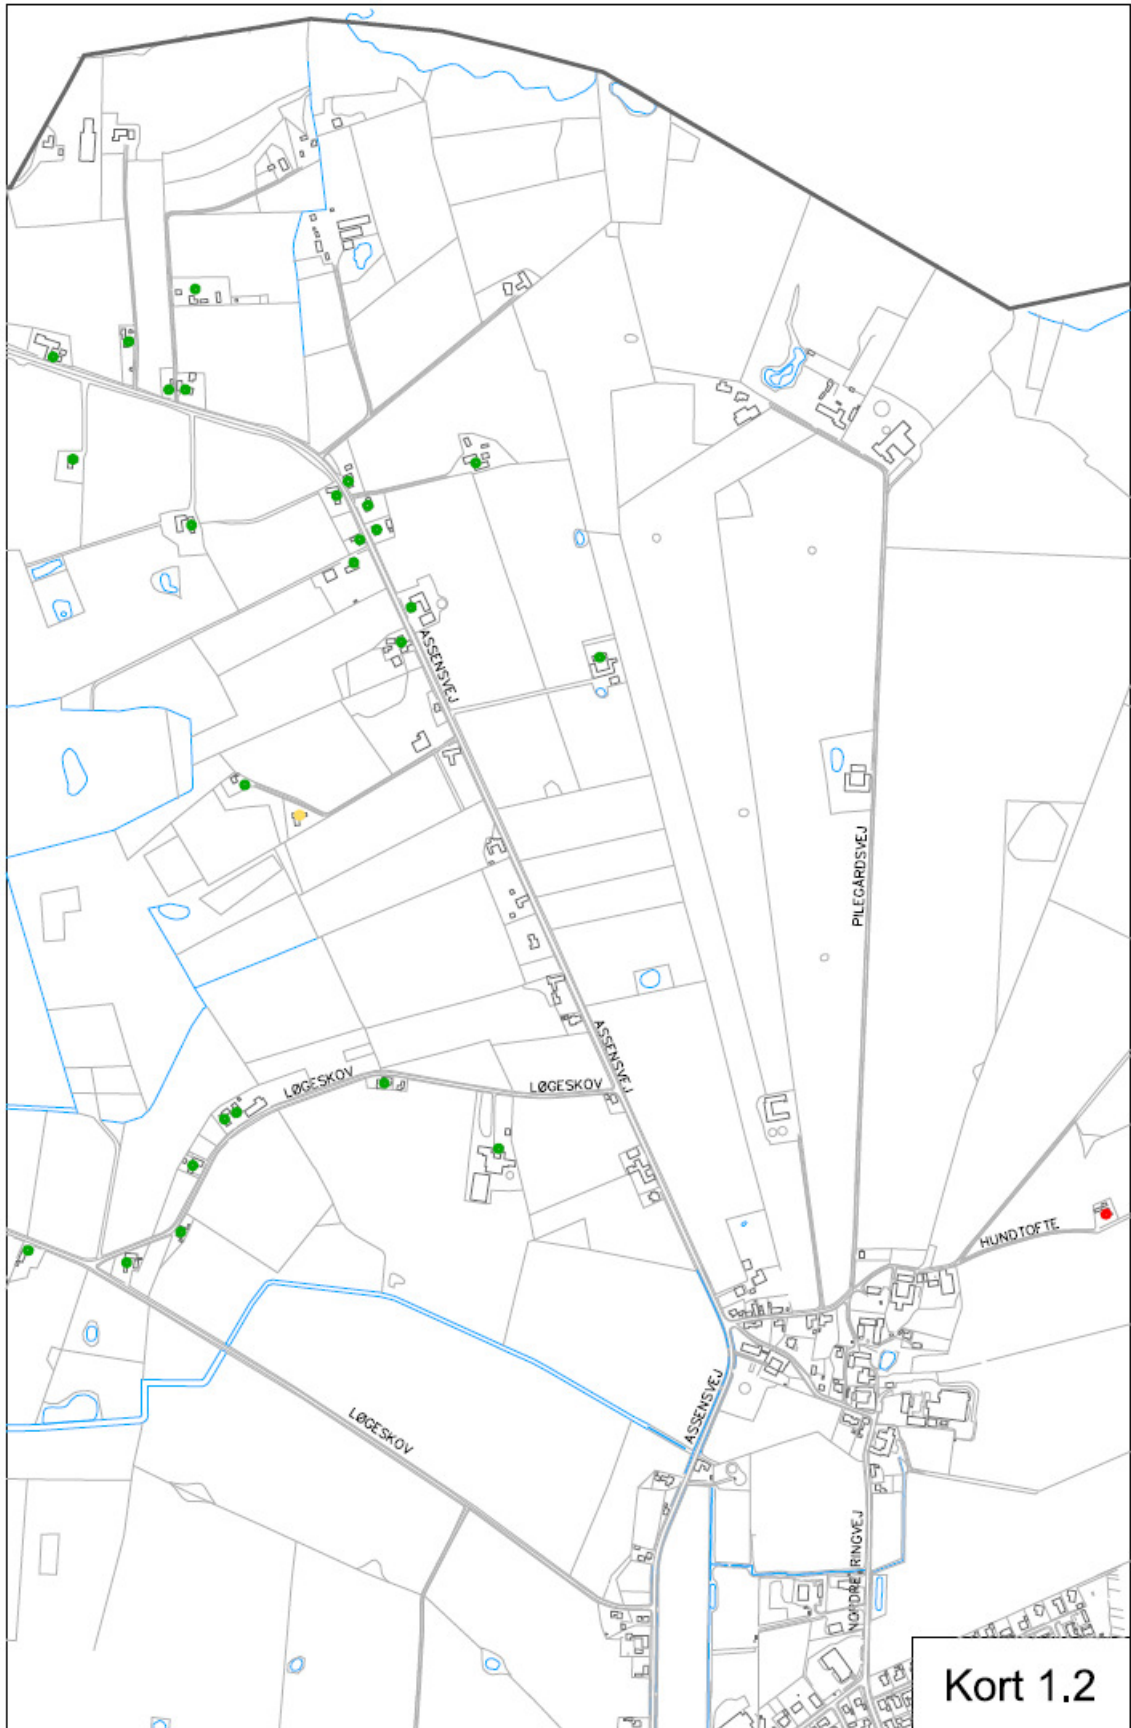 ASSENSVEJ
PILEGÅRDSVEJ
ASSENSVEJ
LØGESKOV
LØGESKOV
HUNDTOFTE
ASSENSVEJ
LØGESKOV
NORDRE RINGVEJ
Kort 1.2